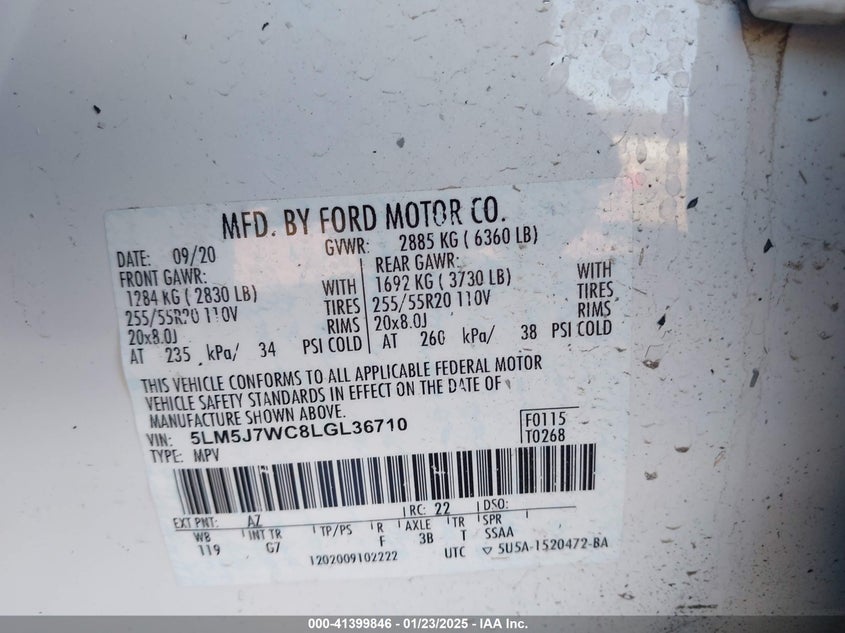 MFD. BY FORD MOTOR CO.
DATE: 09/20 GVWR: 2885 KG ( 6360 LB)
FRONT GAWR: REAR GAWR:
1284 KG ( 2830 LB) WITH 1692 KG ( 3730 LB) WITH
255/55R20 110V TIRES 255/55R20 110V TIRES
20x8.0J RIMS 20x8.0J RIMS
AT 235 kPa/ 34 PSI COLD AT 260 kPa/ 38 PSI COLD
THIS VEHICLE CONFORMS TO ALL APPLICABLE FEDERAL MOTOR
VEHICLE SAFETY STANDARDS IN EFFECT ON THE DATE OF
MANUFACTURE SHOWN ABOVE.
VIN: 5LM5J7WC8LGL36710 F0115
TYPE: MPV T0268
EXT PNT: AZ RC: 22 DSO:
WB INT TR TP/PS R AXLE TR SPR
119 G7 F 3B T SSAA
1202009102222 UTC ▽ 5U5A-1520472-BA
000-41399846 - 01/23/2025 - IAA Inc.